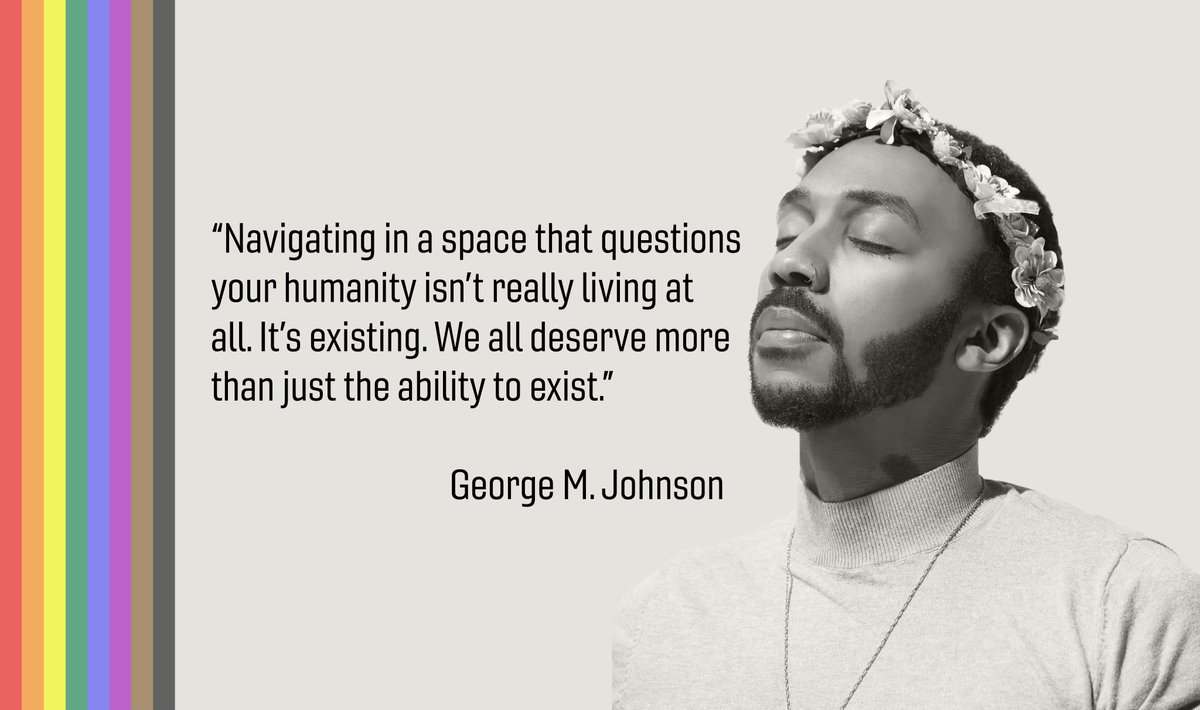 “Navigating in a space that questions
your humanity isn’t really living at
all. It’s existing. We all deserve more
than just the ability to exist.”
George M. Johnson